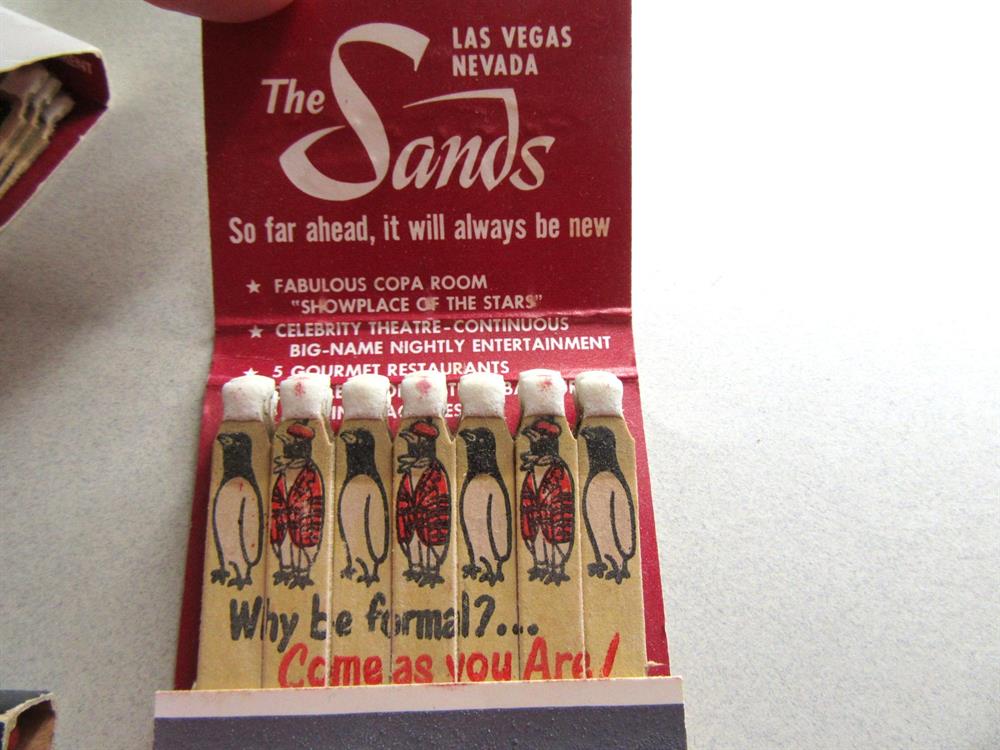 LAS VEGAS
NEVADA
The Sands
So far ahead, it will always be new
★ FABULOUS COPA ROOM
"SHOWPLACE OF THE STARS"
★ CELEBRITY THEATRE-CONTINUOUS
BIG-NAME NIGHTLY ENTERTAINMENT
★ 5 GOURMET RESTAURANTS
Why be formal?...
Come as you Are!